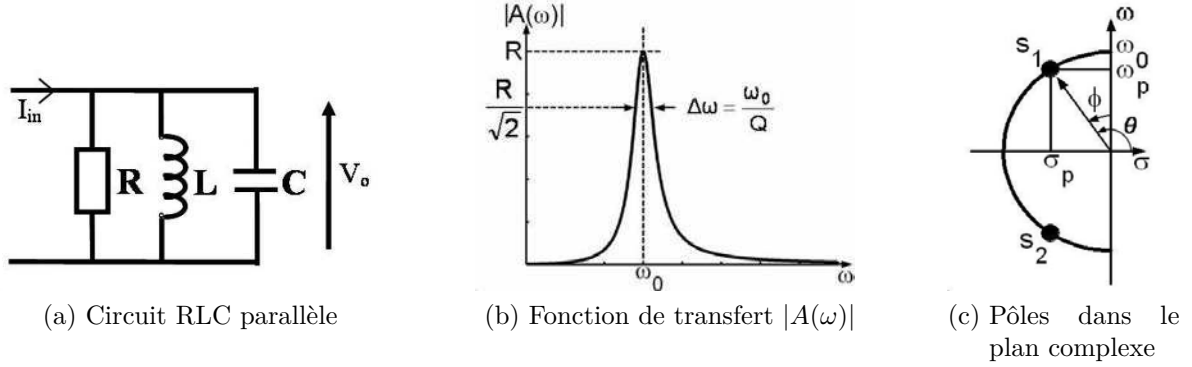 I_in
R
L
C
V_o
(a) Circuit RLC parallèle
|A(ω)|
R
R
√2
Δω = ω_0
Q
ω_0
ω
(b) Fonction de transfert |A(ω)|
ω
s_1
ω_0
ω_p
ϕ
θ
σ_p
σ
s_2
(c) Pôles dans le
plan complexe